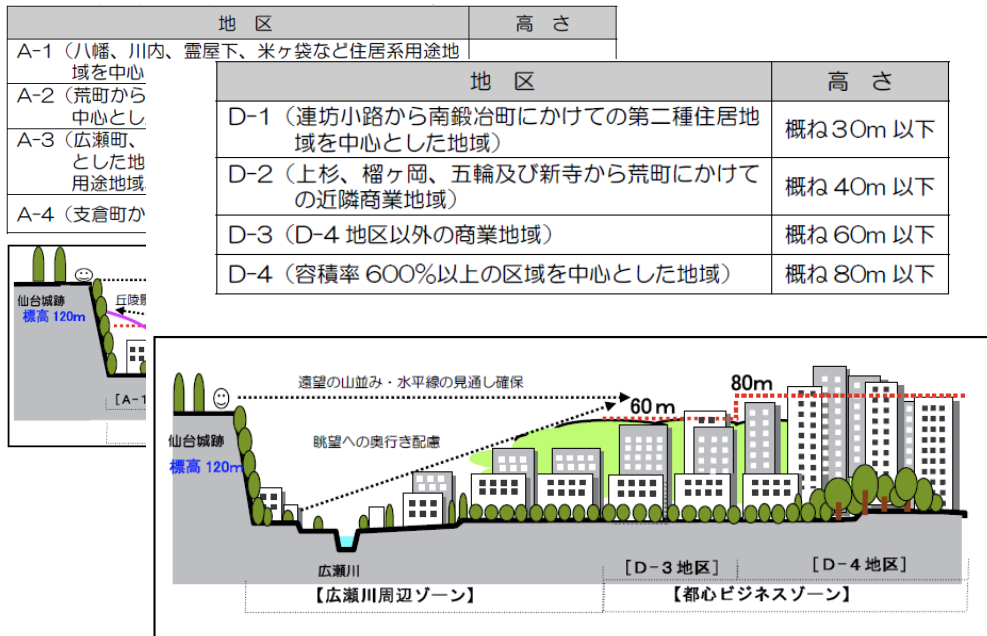 地 区 高 さ
A-1（八幡、川内、霊屋下、米ヶ袋など住居系用途地
域を中心
A-2（荒町から
中心とし
A-3（広瀬町、
とした地
用途地域
A-4（支倉町か
地 区 高 さ
D-1（連坊小路から南鍛冶町にかけての第二種住居地
域を中心とした地域） 概ね30m 以下
D-2（上杉、榴ヶ岡、五輪及び新寺から荒町にかけて
の近隣商業地域） 概ね 40m 以下
D-3（D-4 地区以外の商業地域） 概ね 60m 以下
D-4（容積率 600%以上の区域を中心とした地域） 概ね 80m 以下
仙台城跡
標高 120m
丘陵景
[A-1
遠望の山並み・水平線の見通し確保
80m
60 m
眺望への奥行き配慮
仙台城跡
標高 120m
広瀬川
[D-3 地区] [D-4 地区]
【広瀬川周辺ゾーン】 【都心ビジネスゾーン】